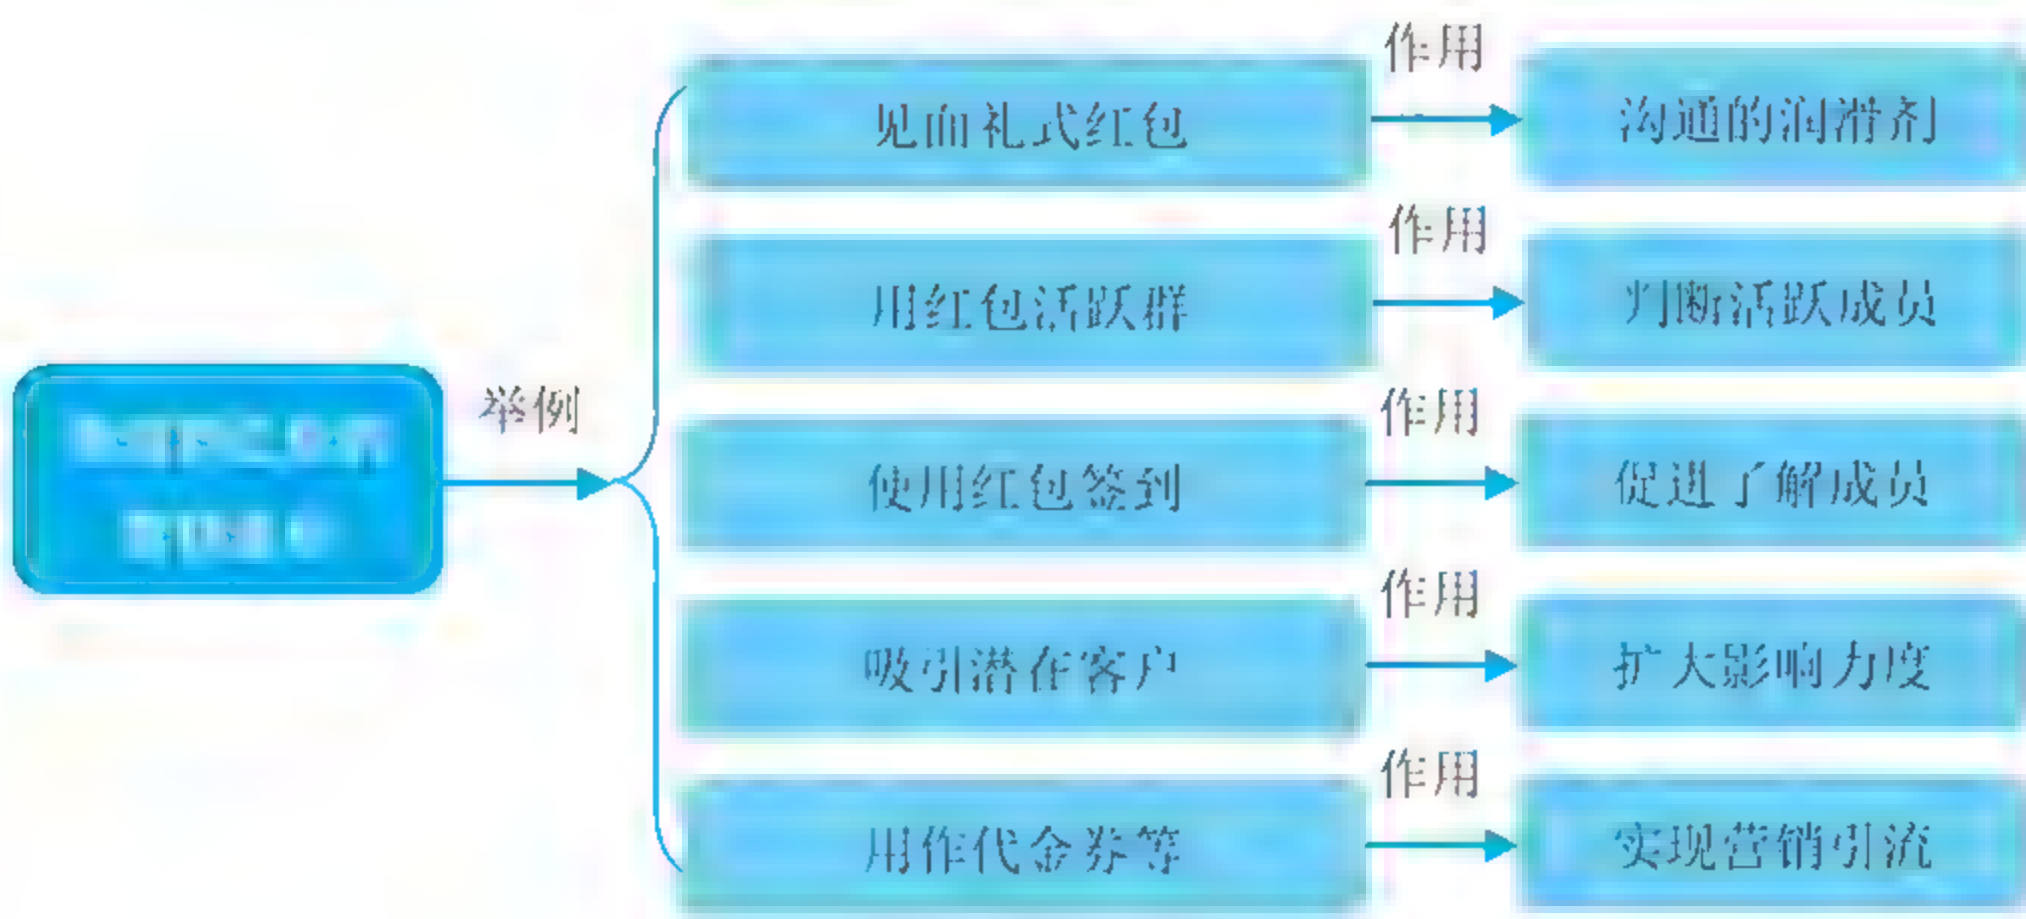 举例
见面礼式红包
作用
沟通的润滑剂
用红包活跃群
作用
判断活跃成员
使用红包签到
作用
促进了解成员
吸引潜在客户
作用
扩大影响力度
用作代金券等
作用
实现营销引流